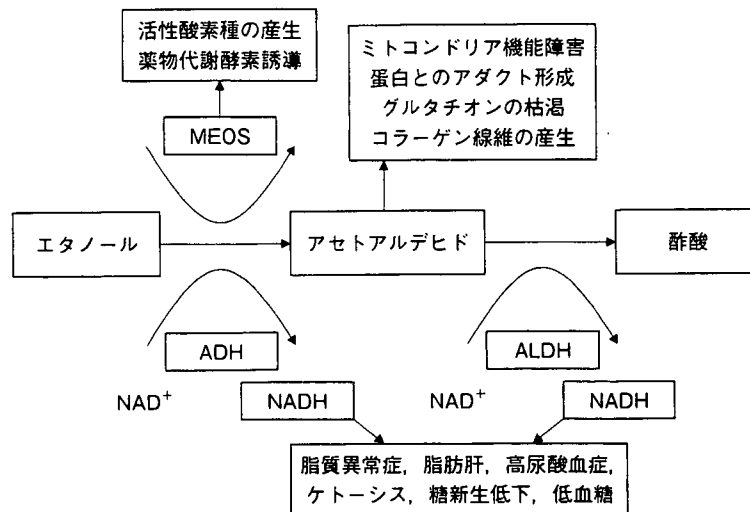 活性酸素種の産生
薬物代謝酵素誘導
ミトコンドリア機能障害
蛋白とのアダクト形成
グルタチオンの枯渇
コラーゲン線維の産生
MEOS
エタノール
アセトアルデヒド
酢酸
ADH
ALDH
NAD⁺
NADH
NAD⁺
NADH
脂質異常症，脂肪肝，高尿酸血症，
ケトーシス，糖新生低下，低血糖